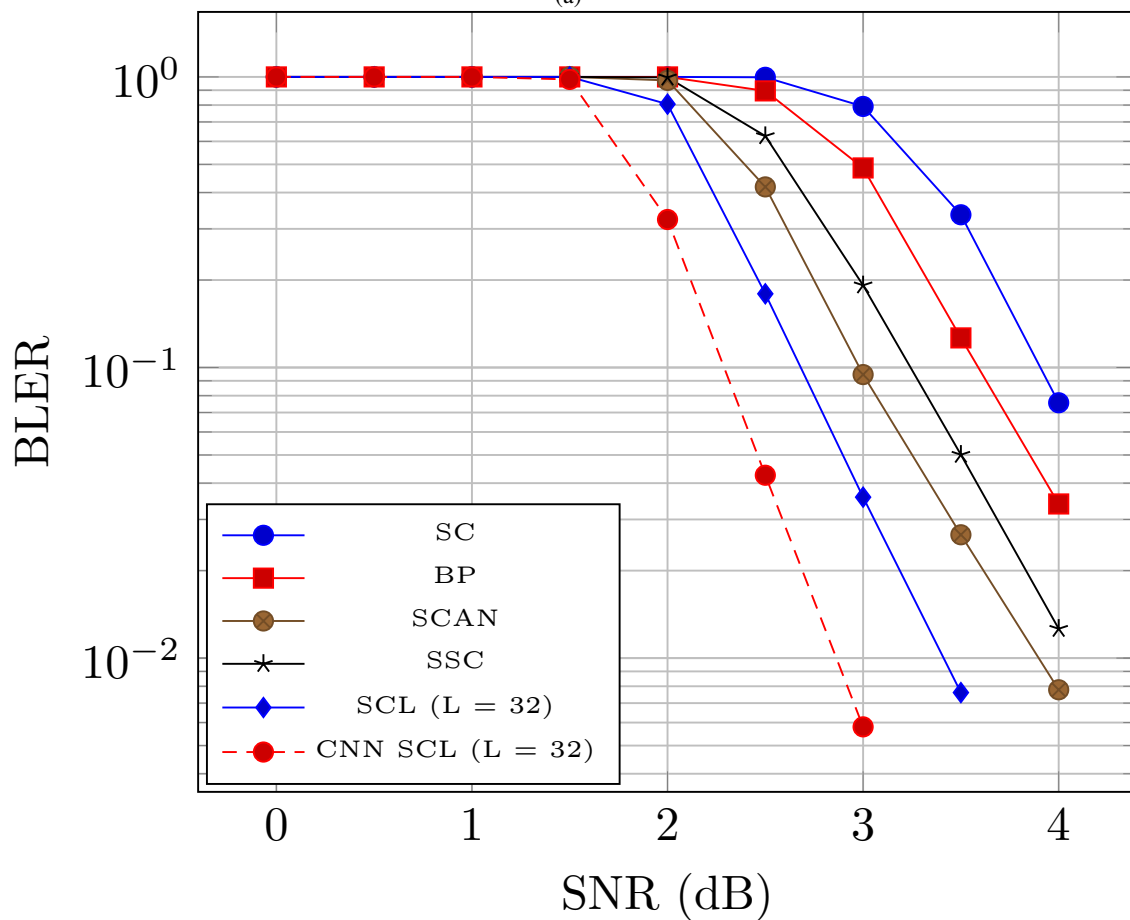 (a)
10^0
10^−1
10^−2
BLER
SC
BP
SCAN
SSC
SCL (L = 32)
CNN SCL (L = 32)
0 1 2 3 4
SNR (dB)